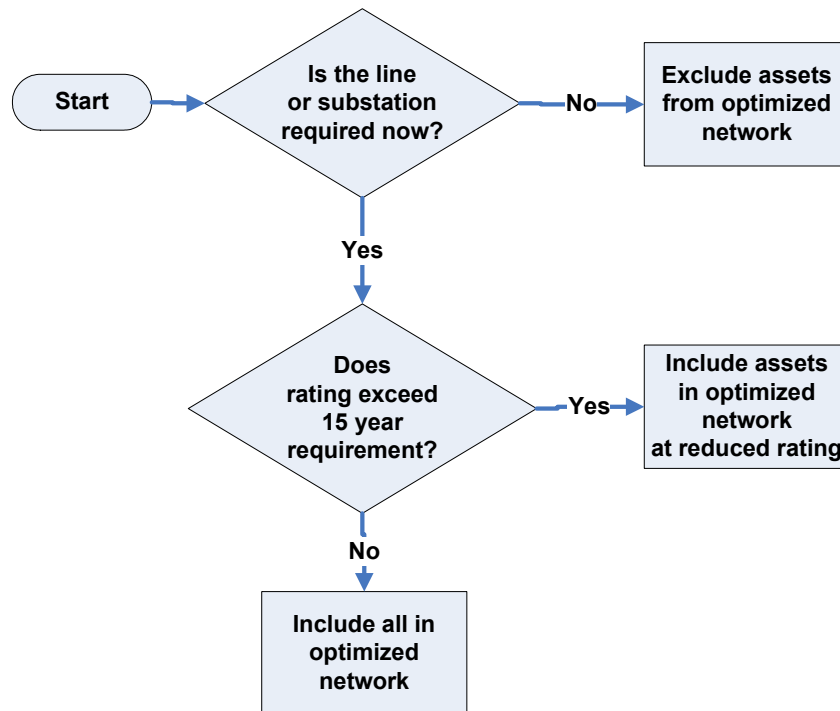 Start
Is the line
or substation
required now?
No
Exclude assets
from optimized
network
Yes
Does
rating exceed
15 year
requirement?
Yes
Include assets
in optimized
network
at reduced rating
No
Include all in
optimized
network